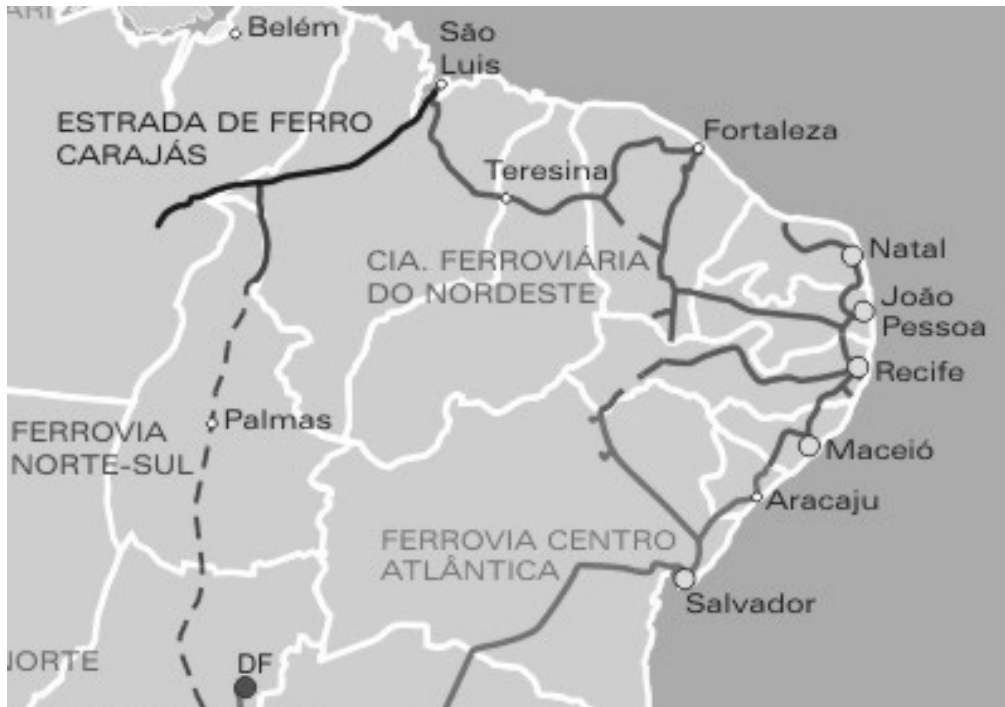 Belém
São
Luis
ESTRADA DE FERRO
CARAJÁS
Fortaleza
Teresina
Natal
CIA. FERROVIÁRIA
DO NORDESTE
João
Pessoa
Recife
Palmas
FERROVIA
NORTE-SUL
Maceió
Aracaju
FERROVIA CENTRO
ATLÂNTICA
Salvador
NORTE
DF